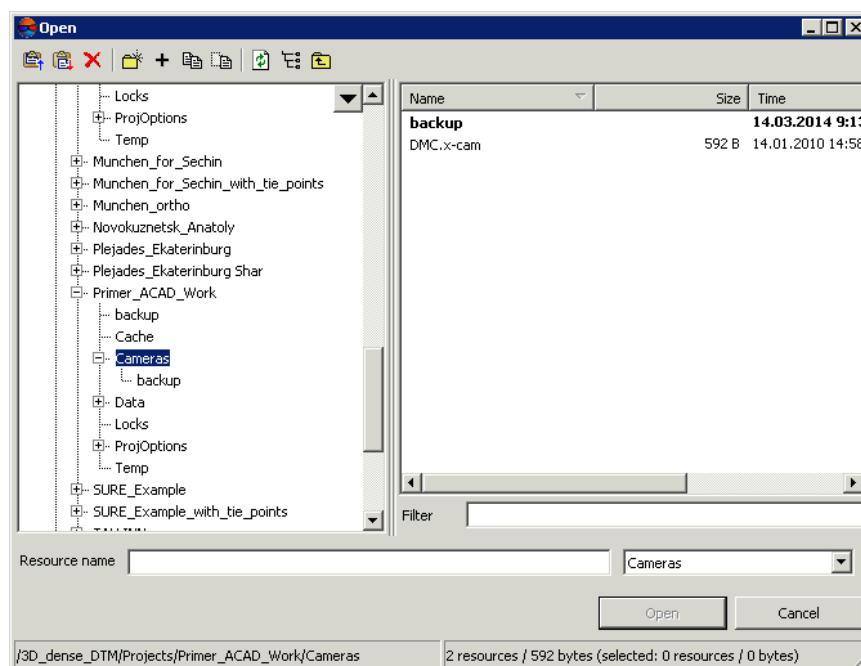 Open
Locks
ProjOptions
Temp
Munchen_for_Sechin
Munchen_for_Sechin_with_tie_points
Munchen_ortho
Novokuznetsk_Anatoly
Plejades_Ekaterinburg
Plejades_Ekaterinburg Shar
Primer_ACAD_Work
backup
Cache
Cameras
backup
Data
Locks
ProjOptions
Temp
SURE_Example
SURE_Example_with_tie_points
Name Size Time
backup 14.03.2014 9:13
DMC.x-cam 592 B 14.01.2010 14:58
Filter
Resource name Cameras
Open Cancel
/3D_dense_DTM/Projects/Primer_ACAD_Work/Cameras 2 resources / 592 bytes (selected: 0 resources / 0 bytes)